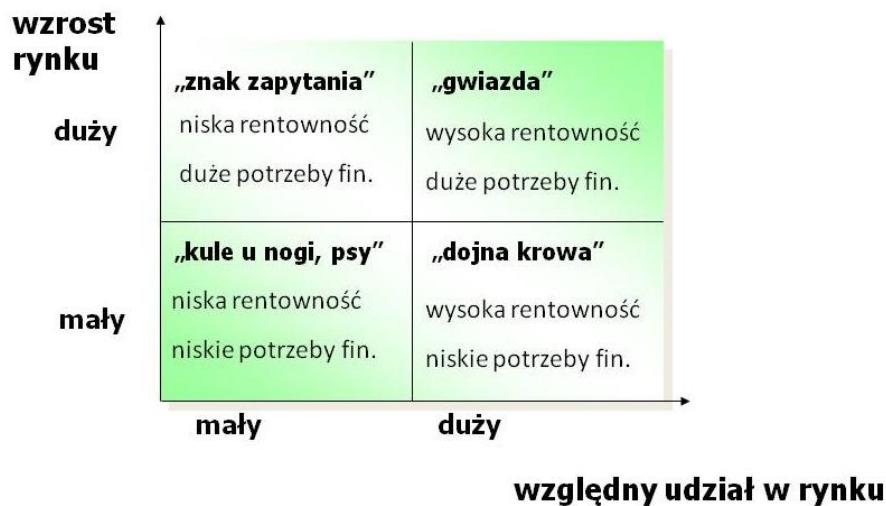 wzrost
rynku
„znak zapytania”
„gwiazda”
duży
niska rentowność
wysoka rentowność
duże potrzeby fin.
duże potrzeby fin.
„kule u nogi, psy”
„dojna krowa”
mały
niska rentowność
wysoka rentowność
niskie potrzeby fin.
niskie potrzeby fin.
mały
duży
względny udział w rynku